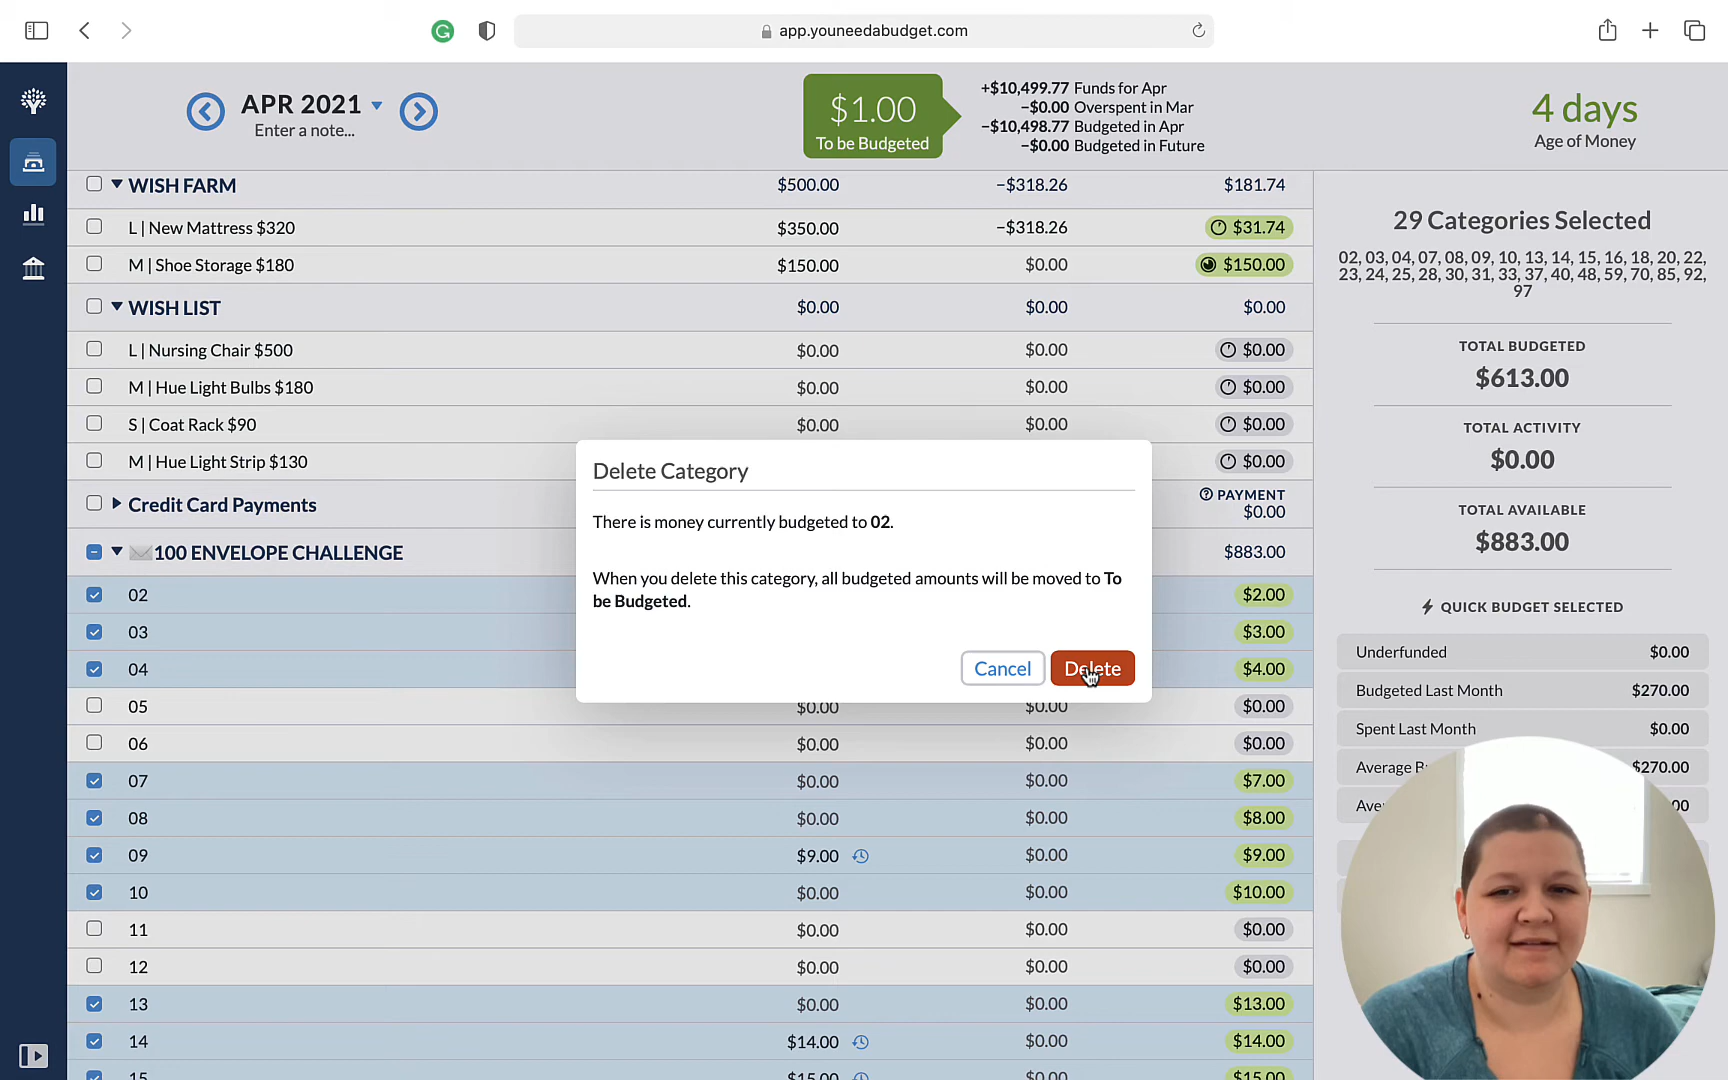 app.youneedabudget.com
APR 2021
Enter a note...
$1.00
To be Budgeted
+$10,499.77 Funds for Apr
−$0.00 Overspent in Mar
−$10,498.77 Budgeted in Apr
−$0.00 Budgeted in Future
4 days
Age of Money
WISH FARM $500.00 −$318.26 $181.74
L | New Mattress $320 $350.00 −$318.26 $31.74
M | Shoe Storage $180 $150.00 $0.00 $150.00
WISH LIST $0.00 $0.00 $0.00
L | Nursing Chair $500 $0.00 $0.00 $0.00
M | Hue Light Bulbs $180 $0.00 $0.00 $0.00
S | Coat Rack $90 $0.00 $0.00 $0.00
M | Hue Light Strip $130 $0.00
Credit Card Payments PAYMENT
$0.00
100 ENVELOPE CHALLENGE $883.00
02 $2.00
03 $3.00
04 $4.00
05 $0.00 $0.00 $0.00
06 $0.00 $0.00 $0.00
07 $0.00 $0.00 $7.00
08 $0.00 $0.00 $8.00
09 $9.00 $0.00 $9.00
10 $0.00 $0.00 $10.00
11 $0.00 $0.00 $0.00
12 $0.00 $0.00 $0.00
13 $0.00 $0.00 $13.00
14 $14.00 $0.00 $14.00
15 $15.00 $0.00 $15.00
Delete Category
There is money currently budgeted to 02.
When you delete this category, all budgeted amounts will be moved to To
be Budgeted.
Cancel Delete
29 Categories Selected
02, 03, 04, 07, 08, 09, 10, 13, 14, 15, 16, 18, 20, 22,
23, 24, 25, 28, 30, 31, 33, 37, 40, 48, 59, 70, 85, 92,
97
TOTAL BUDGETED
$613.00
TOTAL ACTIVITY
$0.00
TOTAL AVAILABLE
$883.00
QUICK BUDGET SELECTED
Underfunded $0.00
Budgeted Last Month $270.00
Spent Last Month $0.00
Average $270.00